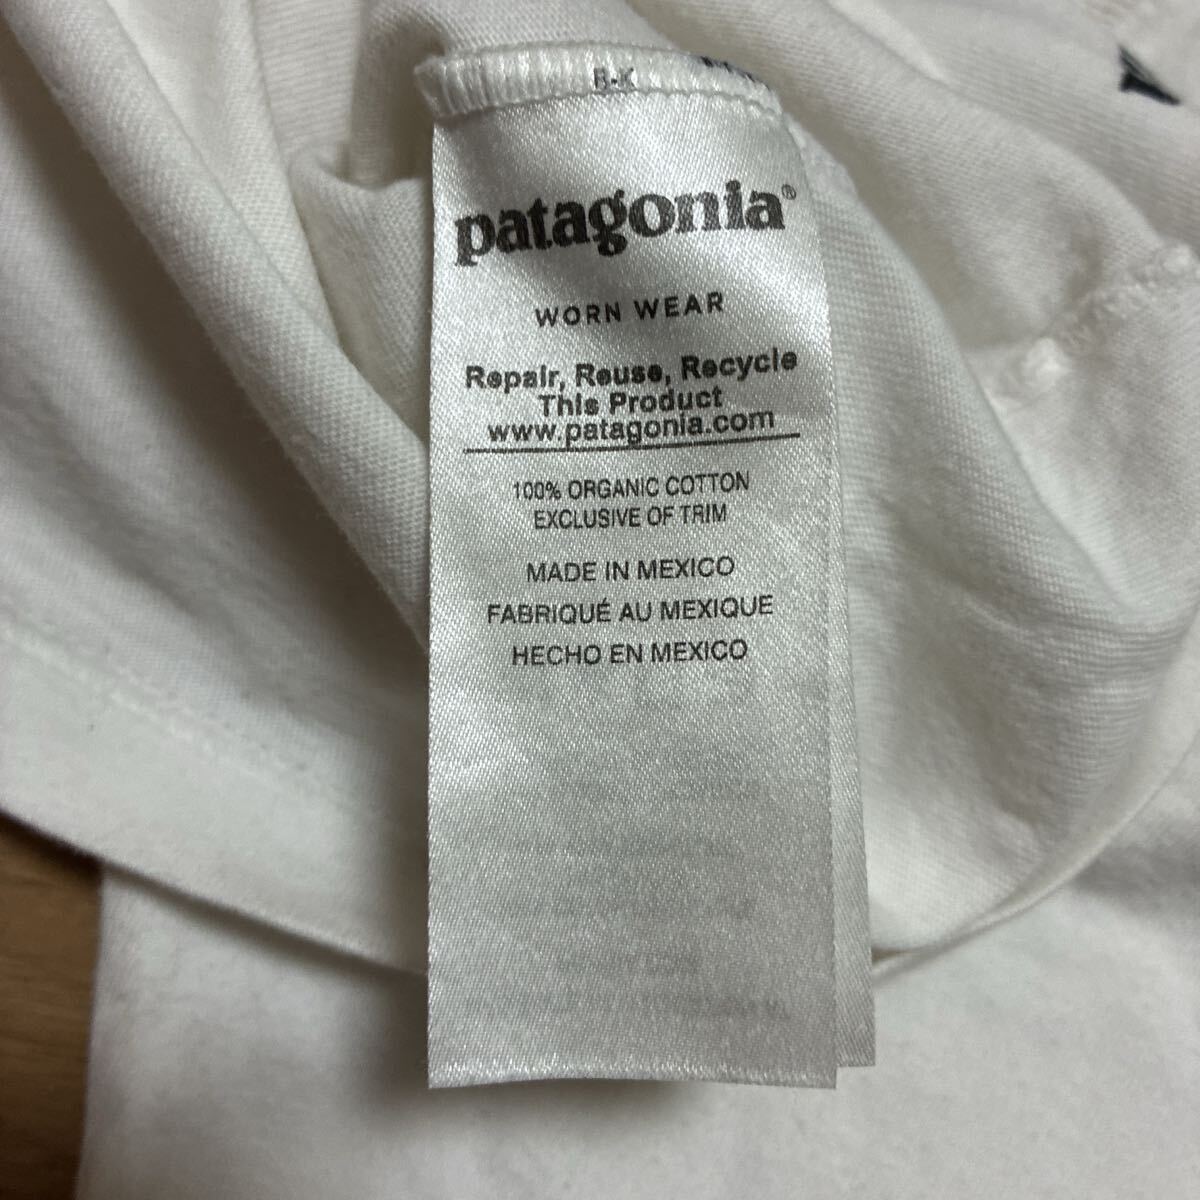 patagonia®
WORN WEAR
Repair, Reuse, Recycle
This Product
www.patagonia.com
100% ORGANIC COTTON
EXCLUSIVE OF TRIM
MADE IN MEXICO
FABRIQUÉ AU MEXIQUE
HECHO EN MEXICO